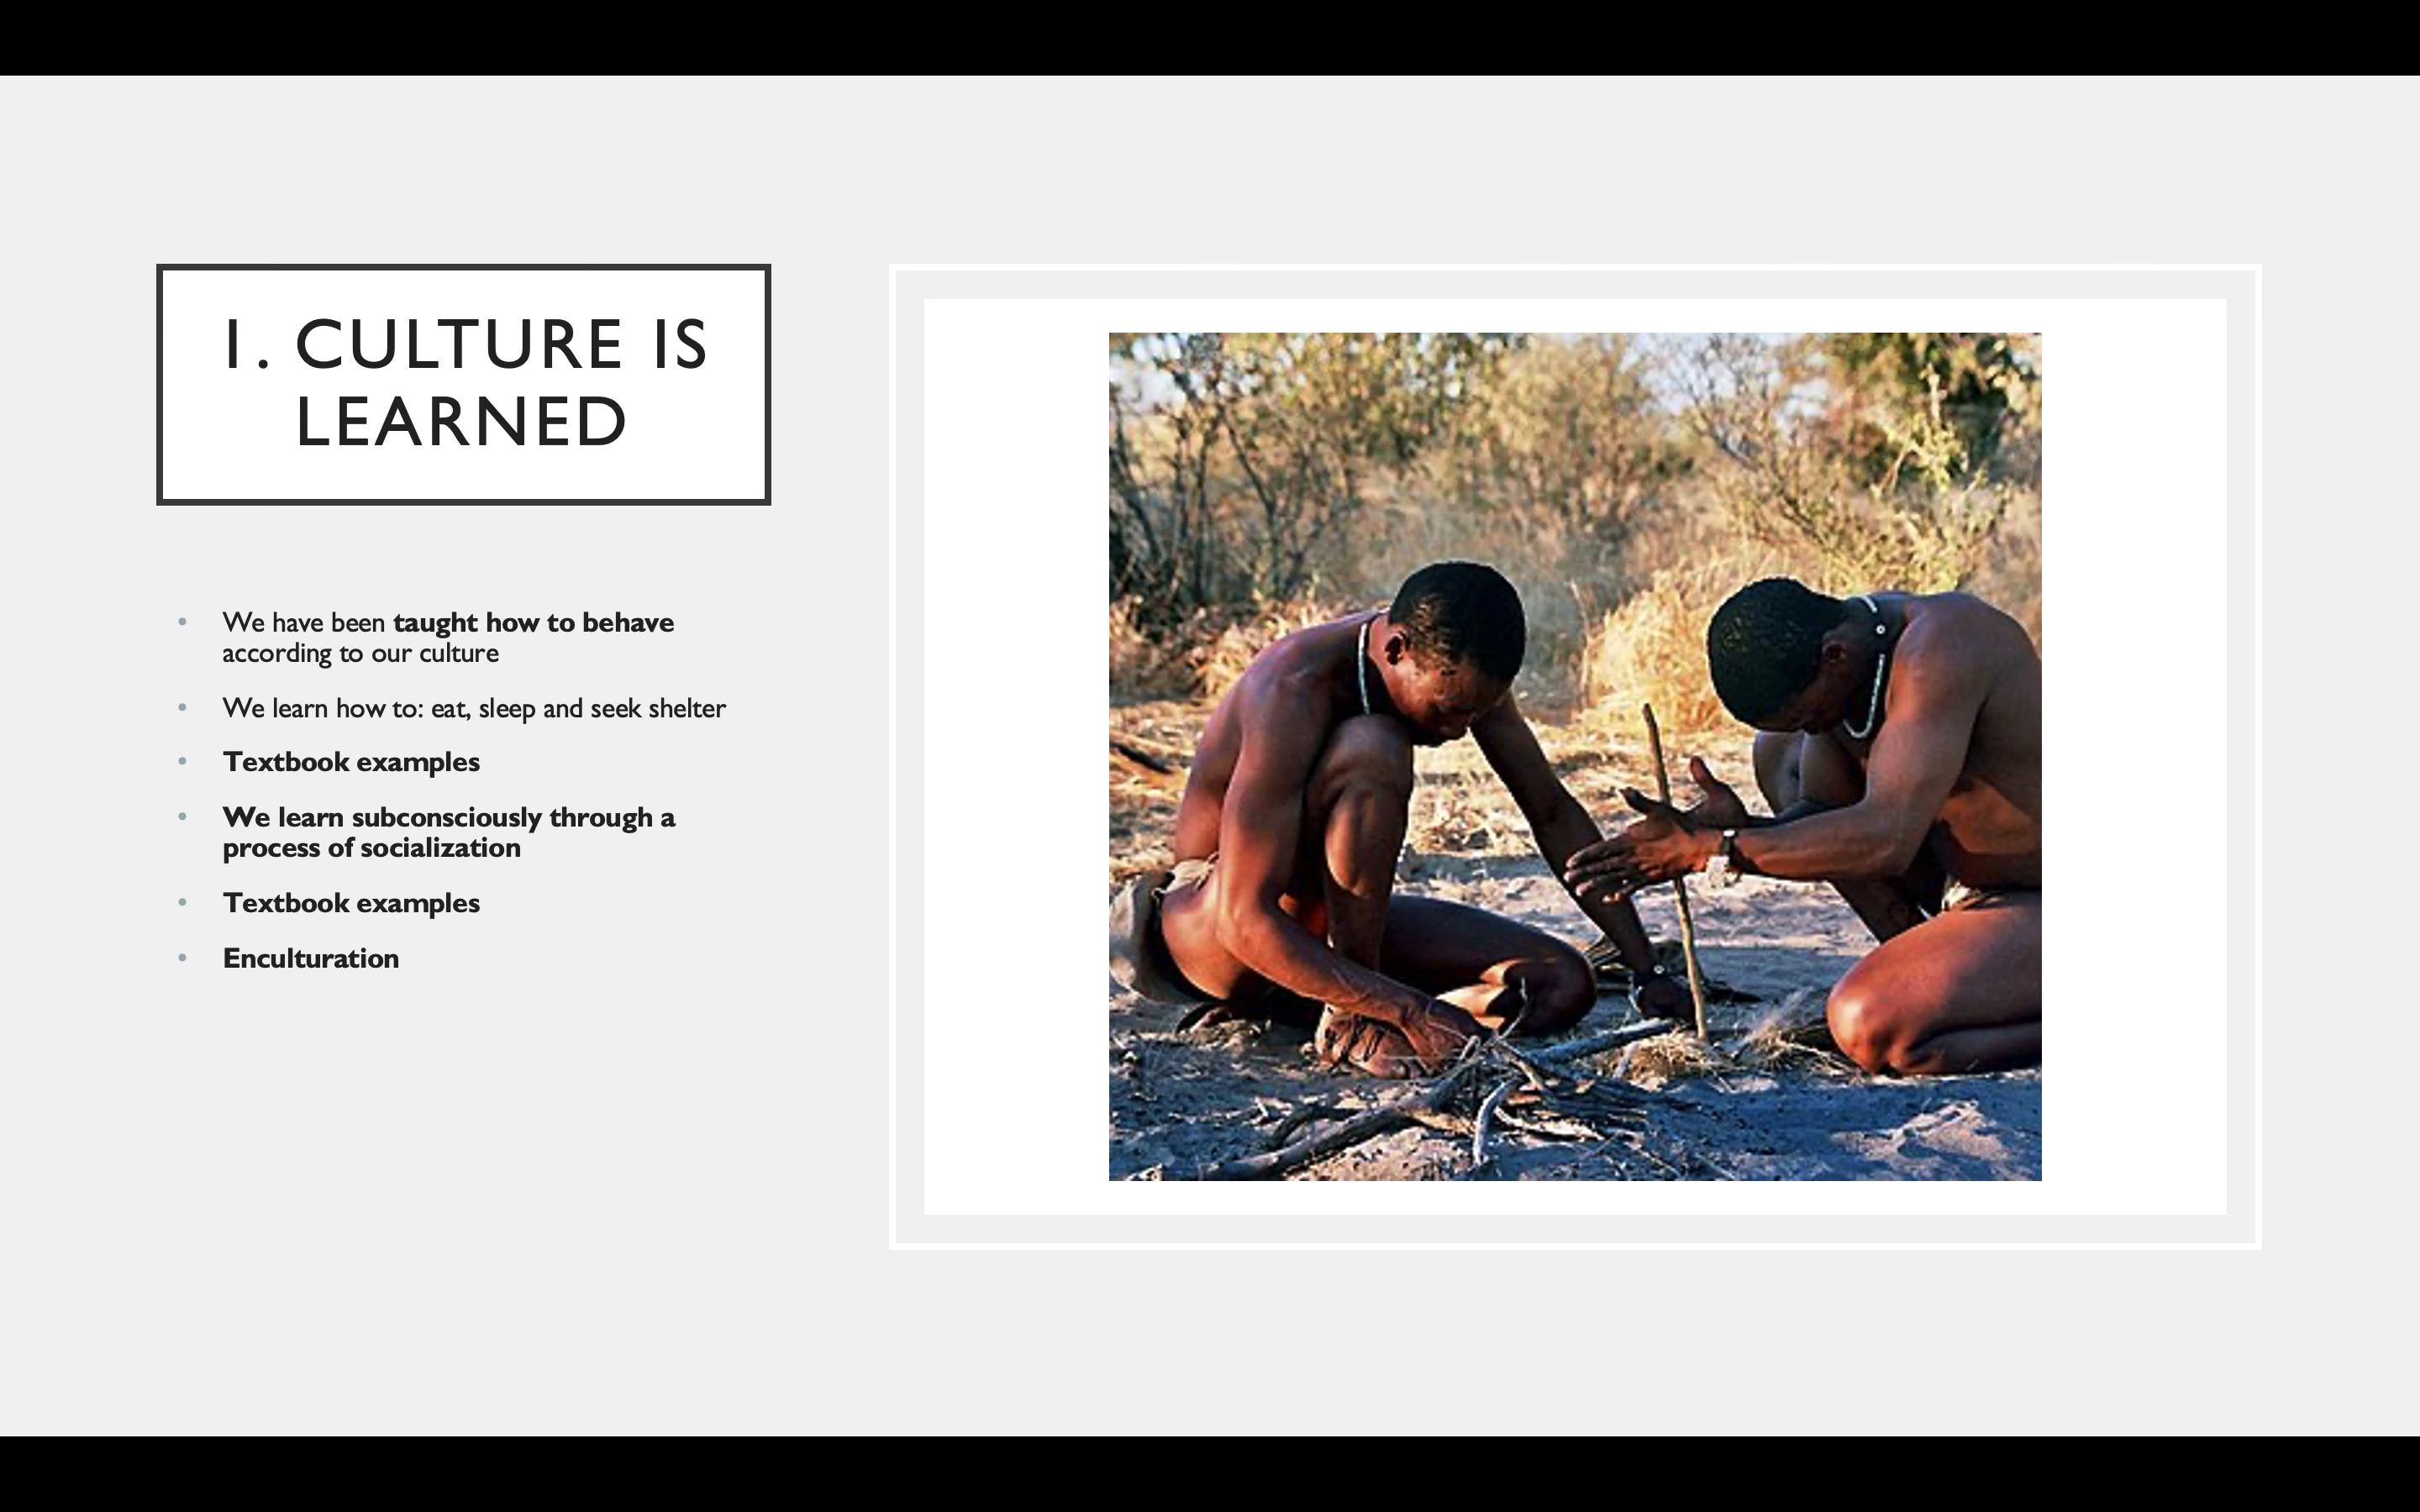 1. CULTURE IS
LEARNED
• We have been taught how to behave
according to our culture
• We learn how to: eat, sleep and seek shelter
• Textbook examples
• We learn subconsciously through a
process of socialization
• Textbook examples
• Enculturation